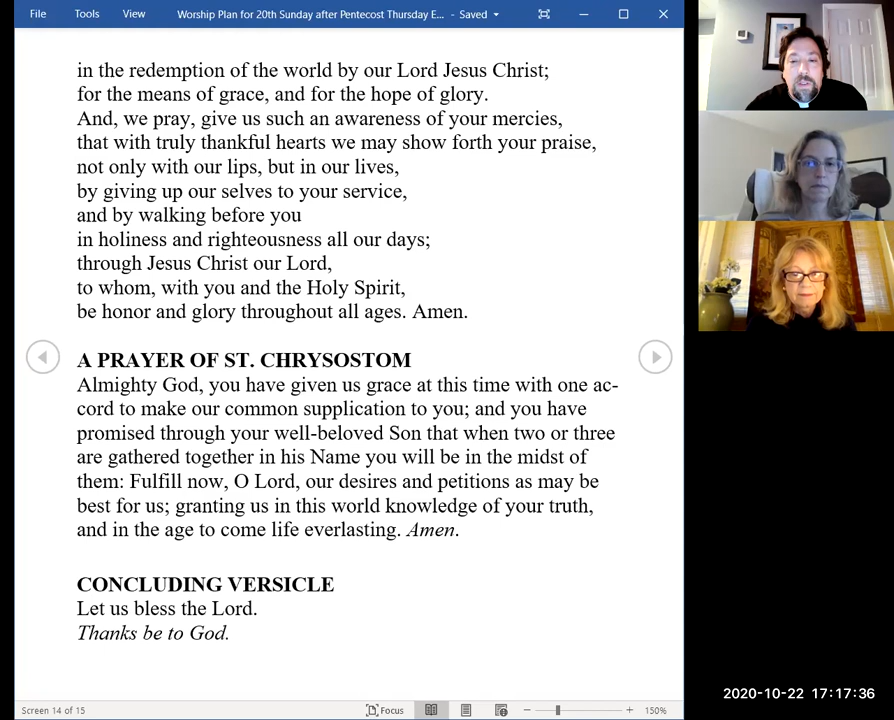 File Tools View Worship Plan for 20th Sunday after Pentecost Thursday E... - Saved
in the redemption of the world by our Lord Jesus Christ;
for the means of grace, and for the hope of glory.
And, we pray, give us such an awareness of your mercies,
that with truly thankful hearts we may show forth your praise,
not only with our lips, but in our lives,
by giving up our selves to your service,
and by walking before you
in holiness and righteousness all our days;
through Jesus Christ our Lord,
to whom, with you and the Holy Spirit,
be honor and glory throughout all ages. Amen.
A PRAYER OF ST. CHRYSOSTOM
Almighty God, you have given us grace at this time with one ac-
cord to make our common supplication to you; and you have
promised through your well-beloved Son that when two or three
are gathered together in his Name you will be in the midst of
them: Fulfill now, O Lord, our desires and petitions as may be
best for us; granting us in this world knowledge of your truth,
and in the age to come life everlasting. Amen.
CONCLUDING VERSICLE
Let us bless the Lord.
Thanks be to God.
2020-10-22 17:17:36
Screen 14 of 15 Focus 150%